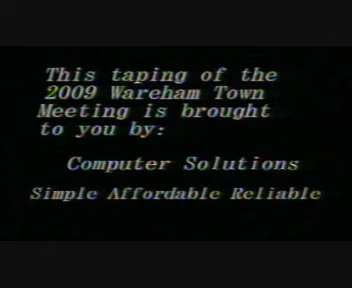 This taping of the
2009 Wareham Town
Meeting is brought
to you by:
Computer Solutions
Simple Affordable Reliable